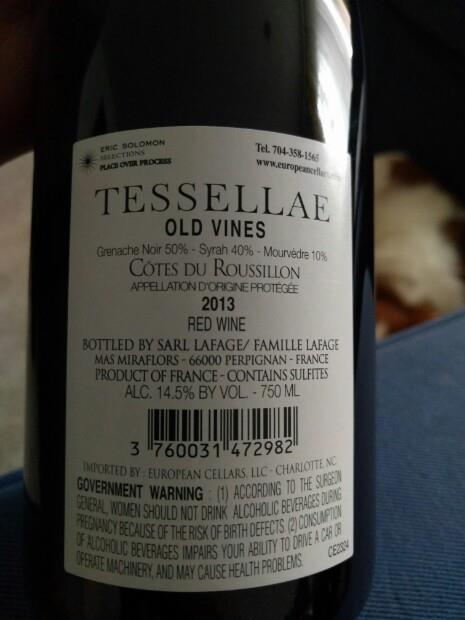 ERIC SOLOMON
SELECTIONS
PLACE OVER PROCESS
Tel. 704-358-1565
www.europeancellars.
TESSELLAE
OLD VINES
Grenache Noir 50% - Syrah 40% - Mourvèdre 10%
CÔTES DU ROUSSILLON
APPELLATION D'ORIGINE PROTÉGÉE
2013
RED WINE
BOTTLED BY SARL LAFAGE/ FAMILLE LAFAGE
MAS MIRAFLORS - 66000 PERPIGNAN - FRANCE
PRODUCT OF FRANCE - CONTAINS SULFITES
ALC. 14.5% BY VOL. - 750 ML
3 760031 472982
IMPORTED BY : EUROPEAN CELLARS, LLC - CHARLOTTE, NC.
GOVERNMENT WARNING : (1) ACCORDING TO THE SURGEON
GENERAL, WOMEN SHOULD NOT DRINK ALCOHOLIC BEVERAGES DURING
PREGNANCY BECAUSE OF THE RISK OF BIRTH DEFECTS (2) CONSUMPTION
OF ALCOHOLIC BEVERAGES IMPAIRS YOUR ABILITY TO DRIVE A CAR OR
OPERATE MACHINERY, AND MAY CAUSE HEALTH PROBLEMS.
CE2324